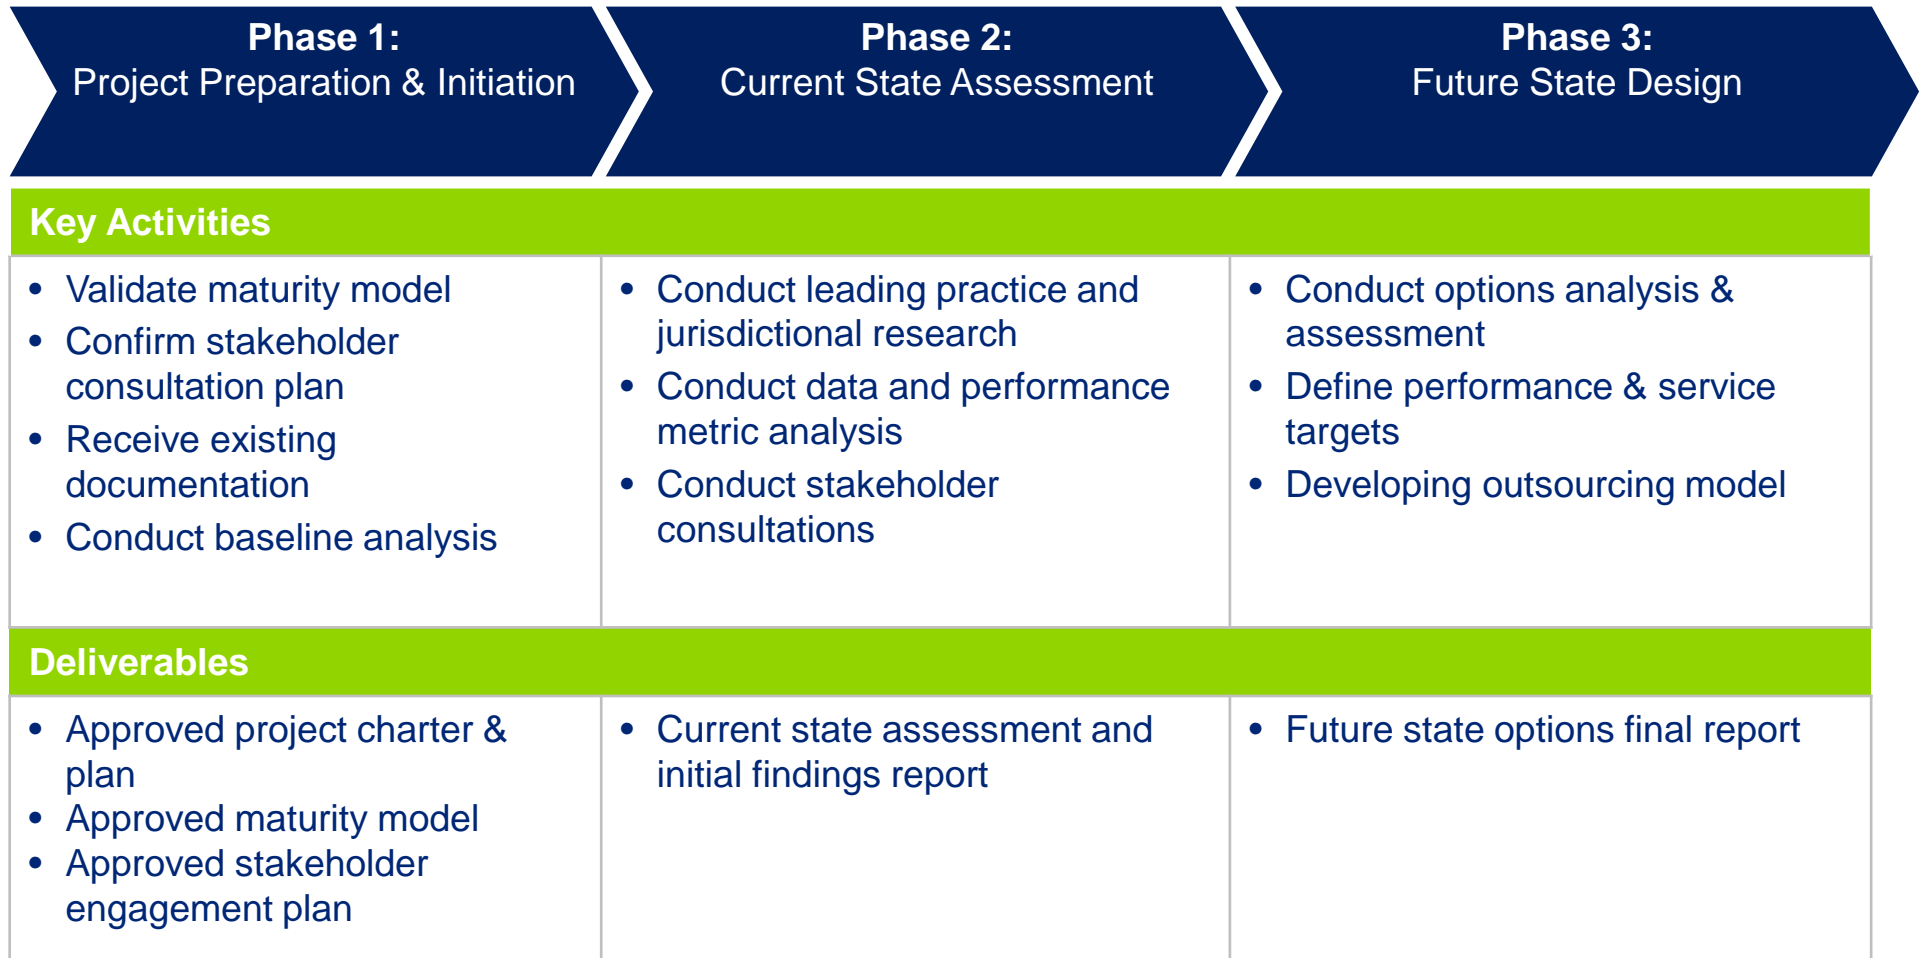 Phase 1:
Project Preparation & Initiation
Phase 2:
Current State Assessment
Phase 3:
Future State Design
Key Activities
• Validate maturity model
• Confirm stakeholder
consultation plan
• Receive existing
documentation
• Conduct baseline analysis
• Conduct leading practice and
jurisdictional research
• Conduct data and performance
metric analysis
• Conduct stakeholder
consultations
• Conduct options analysis &
assessment
• Define performance & service
targets
• Developing outsourcing model
Deliverables
• Approved project charter &
plan
• Approved maturity model
• Approved stakeholder
engagement plan
• Current state assessment and
initial findings report
• Future state options final report